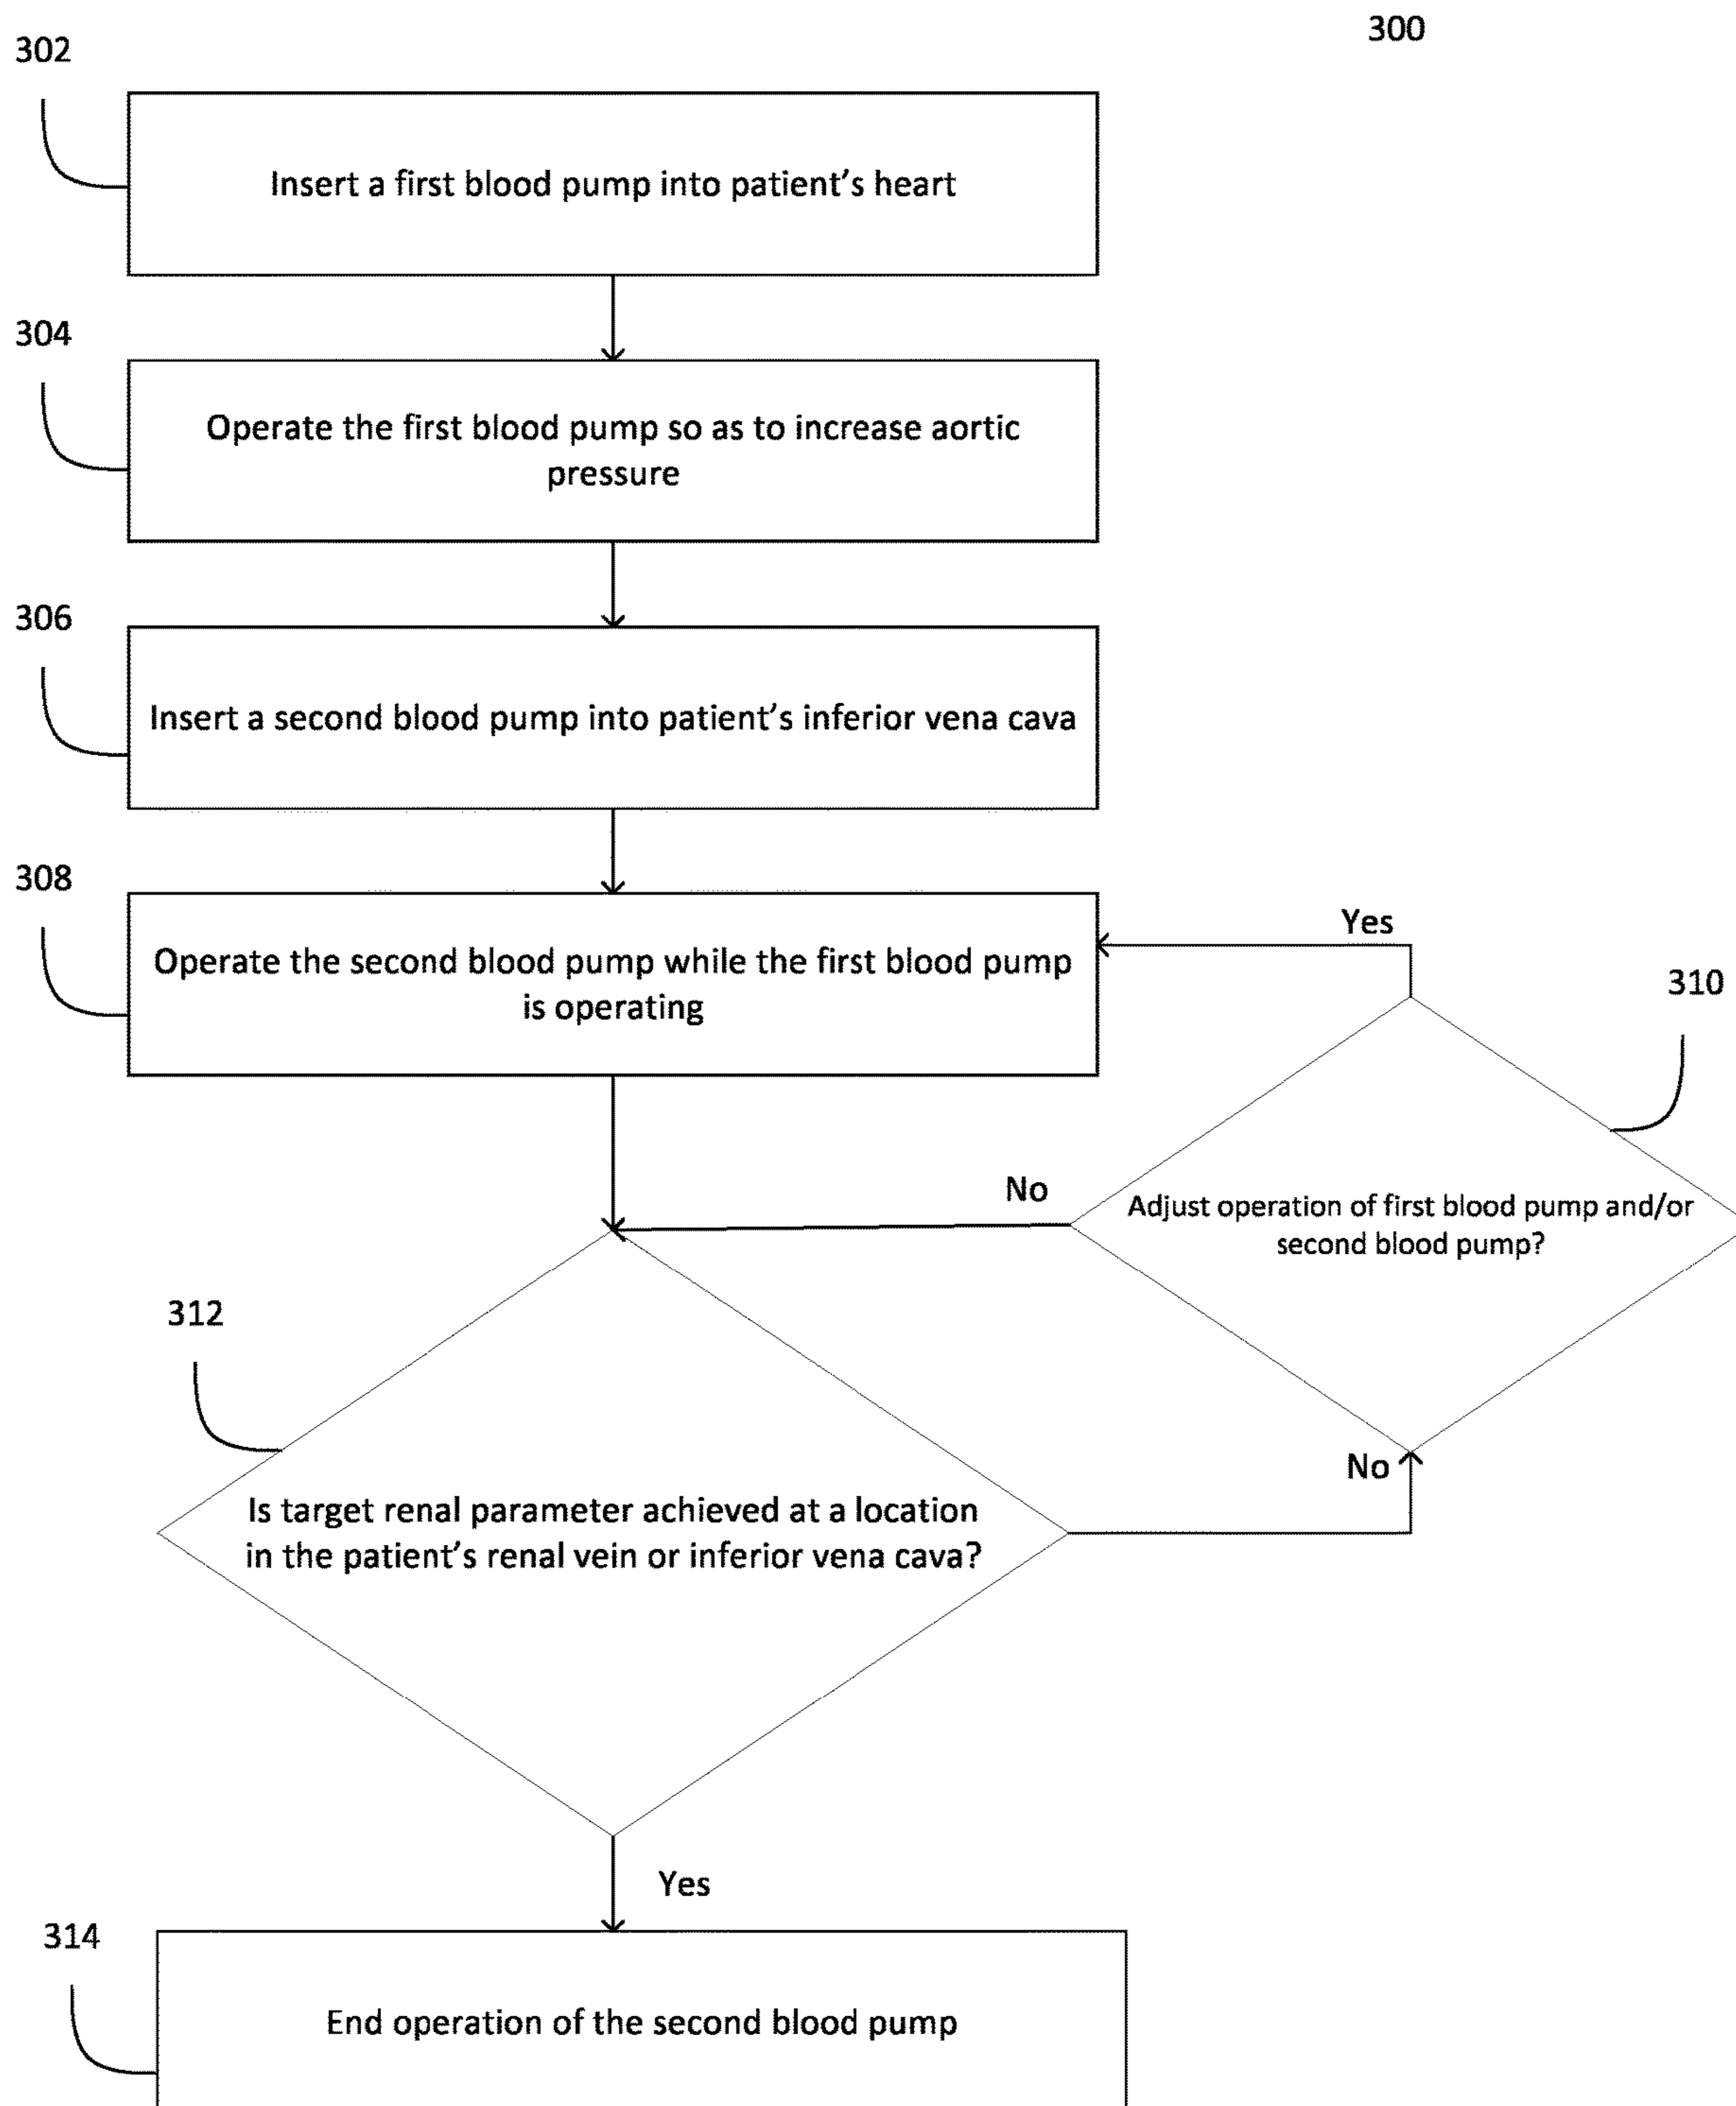 300
302
Insert a first blood pump into patient's heart
304
Operate the first blood pump so as to increase aortic
pressure
306
Insert a second blood pump into patient's inferior vena cava
308
Operate the second blood pump while the first blood pump
is operating
Yes
310
No
Adjust operation of first blood pump and/or
second blood pump?
312
No
Is target renal parameter achieved at a location
in the patient's renal vein or inferior vena cava?
Yes
314
End operation of the second blood pump